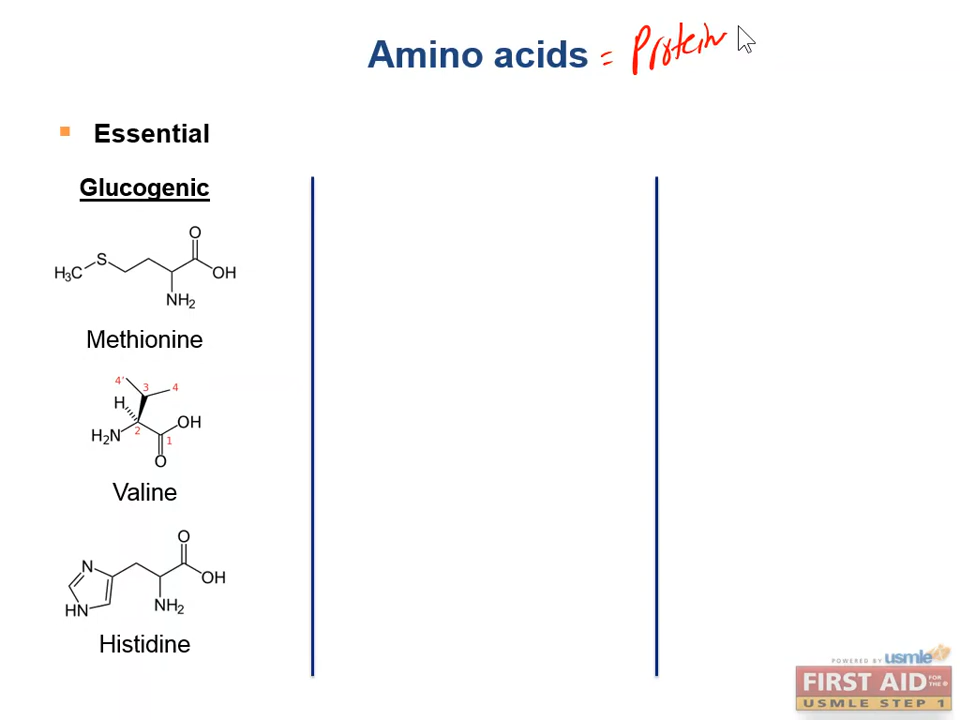 Amino acids = Protein
Essential
Glucogenic
O
S
H₃C
OH
NH₂
Methionine
4'
3
4
H
OH
H₂N
2
1
O
Valine
O
N
OH
HN
NH₂
Histidine
POWERED BY usmle
FIRST AID FOR THE®
USMLE STEP 1